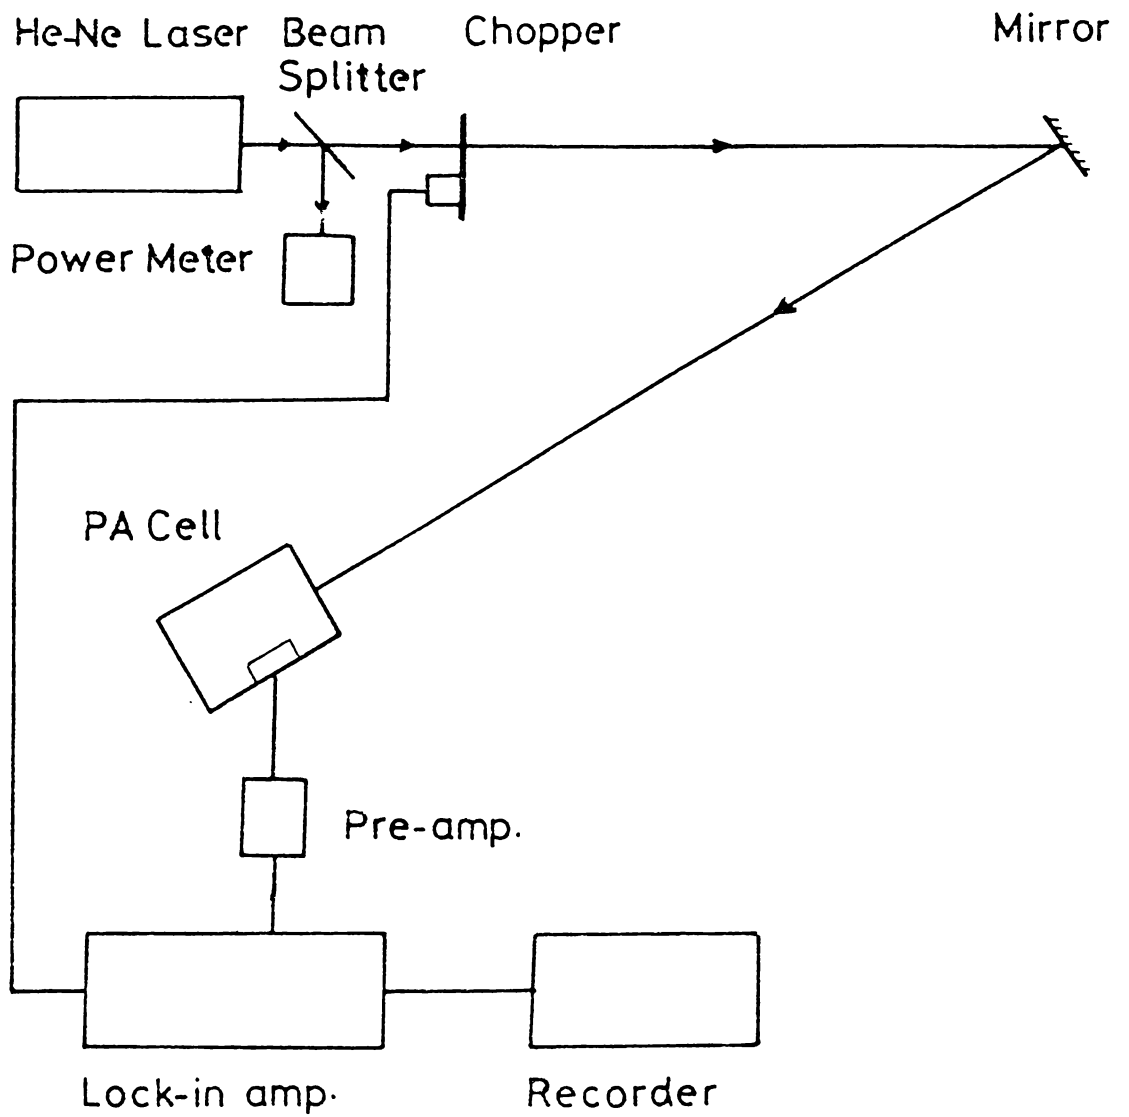 He-Ne Laser
Beam
Splitter
Chopper
Mirror
Power Meter
PA Cell
Pre-amp.
Lock-in amp.
Recorder